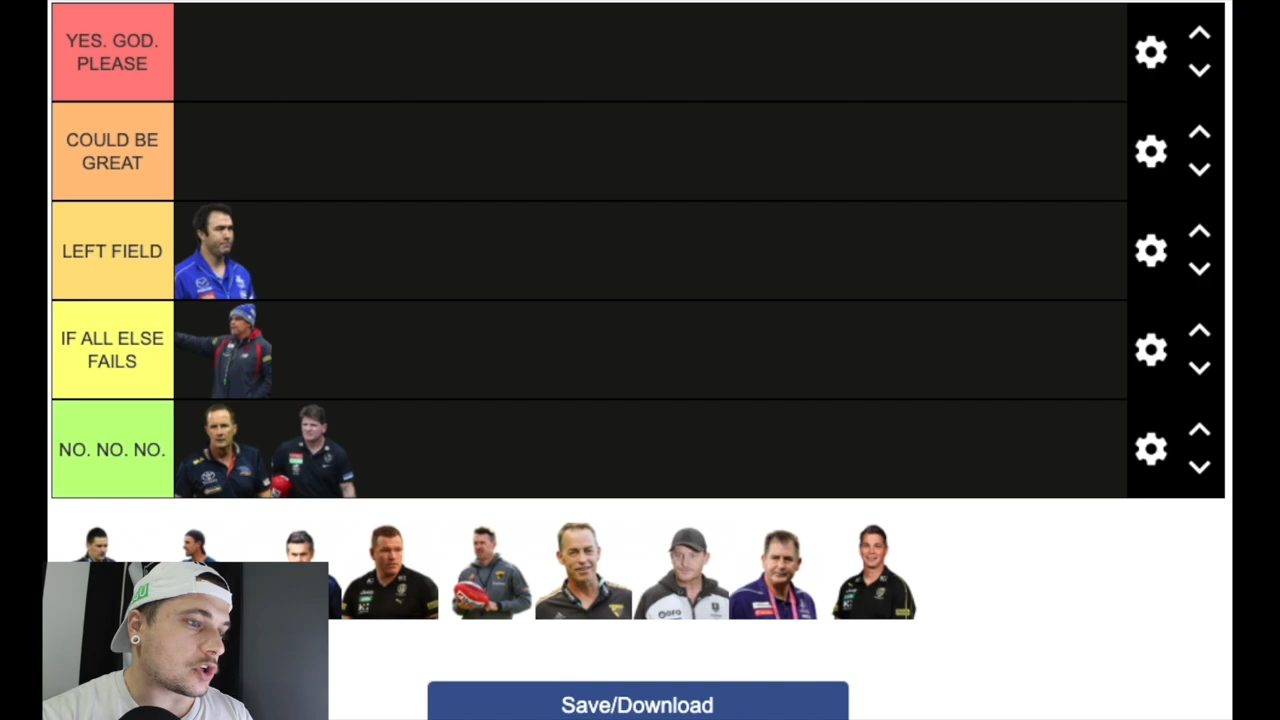 YES. GOD.
PLEASE
COULD BE
GREAT
LEFT FIELD
IF ALL ELSE
FAILS
NO. NO. NO.
Save/Download